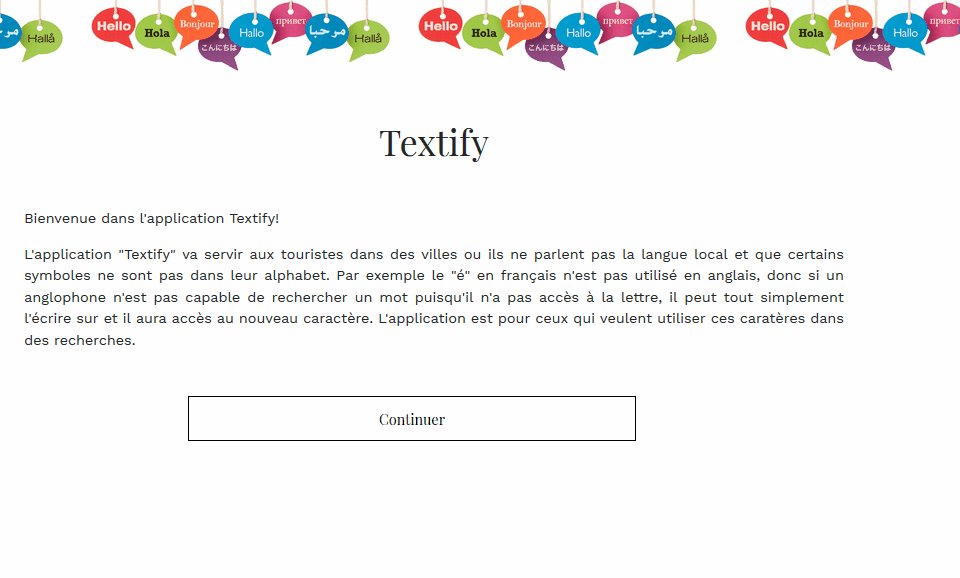 مرحبا Hallå Hello Hola Bonjour こんにちは Hallo привет مرحبا Hallå Hello Hola Bonjour こんにちは Hallo привет مرحبا Hallå Hello Hola Bonjour こんにちは Hallo привет
Textify
Bienvenue dans l'application Textify!
L'application "Textify" va servir aux touristes dans des villes ou ils ne parlent pas la langue local et que certains
symboles ne sont pas dans leur alphabet. Par exemple le "é" en français n'est pas utilisé en anglais, donc si un
anglophone n'est pas capable de rechercher un mot puisqu'il n'a pas accès à la lettre, il peut tout simplement
l'écrire sur et il aura accès au nouveau caractère. L'application est pour ceux qui veulent utiliser ces caratères dans
des recherches.
Continuer